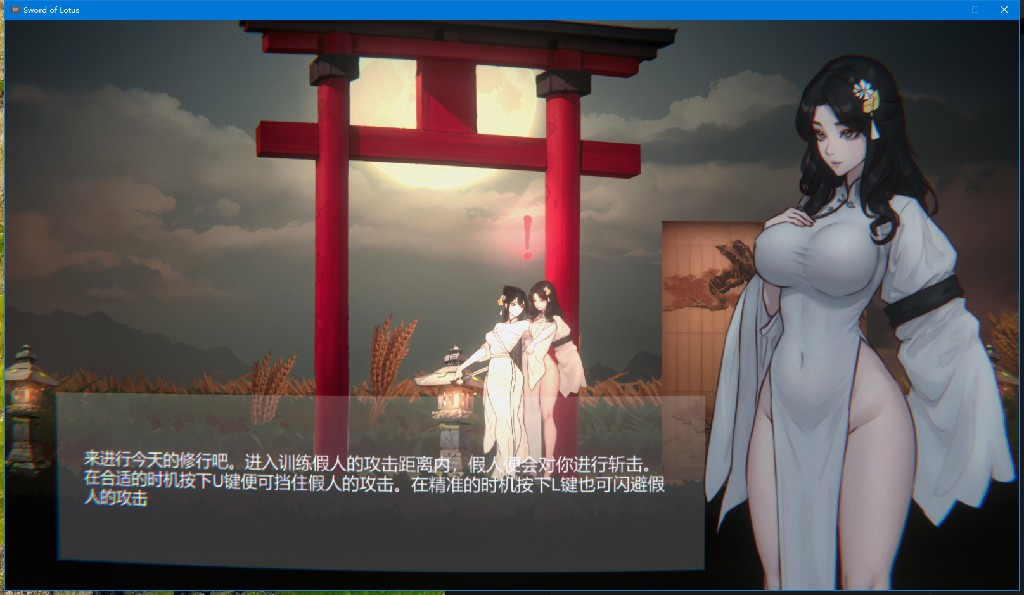 Sword of Lotus
来进行今天的修行吧。进入训练假人的攻击距离内，假人便会对你进行斩击。
在合适的时机按下U键便可挡住假人的攻击。在精准的时机按下L键也可闪避假
人的攻击